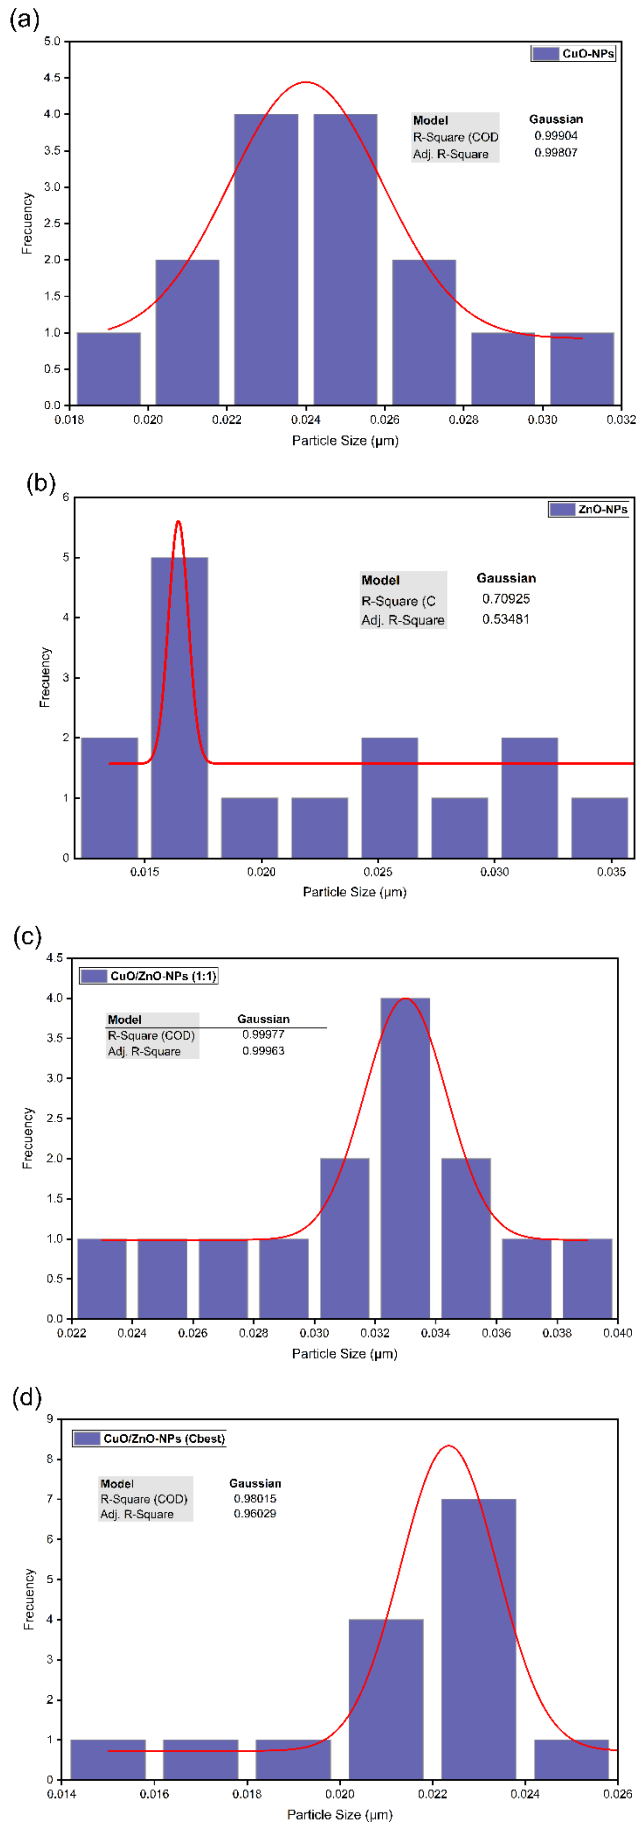 (a)
CuO-NPs
Model Gaussian
R-Square (COD 0.99904
Adj. R-Square 0.99807
5.0
4.5
4.0
3.5
3.0
2.5
2.0
1.5
1.0
0.5
0.0
Frecuency
0.018 0.020 0.022 0.024 0.026 0.028 0.030 0.032
Particle Size (µm)
(b)
ZnO-NPs
Model Gaussian
R-Square (C 0.70925
Adj. R-Square 0.53481
6
5
4
3
2
1
0
Frecuency
0.015 0.020 0.025 0.030 0.035
Particle Size (µm)
(c)
CuO/ZnO-NPs (1:1)
Model Gaussian
R-Square (COD) 0.99977
Adj. R-Square 0.99963
4.5
4.0
3.5
3.0
2.5
2.0
1.5
1.0
0.5
0.0
Frecuency
0.022 0.024 0.026 0.028 0.030 0.032 0.034 0.036 0.038 0.040
Particle Size (µm)
(d)
CuO/ZnO-NPs (Cbest)
Model Gaussian
R-Square (COD) 0.98015
Adj. R-Square 0.96029
9
8
7
6
5
4
3
2
1
0
Frecuency
0.014 0.016 0.018 0.020 0.022 0.024 0.026
Particle Size (µm)